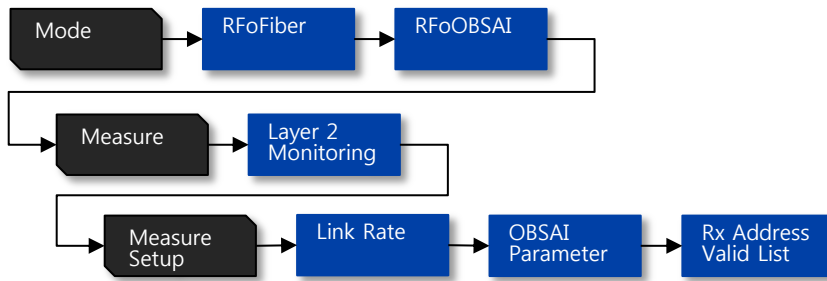 Mode
RFoFiber
RFoOBSAI
Measure
Layer 2
Monitoring
Measure
Setup
Link Rate
OBSAI
Parameter
Rx Address
Valid List